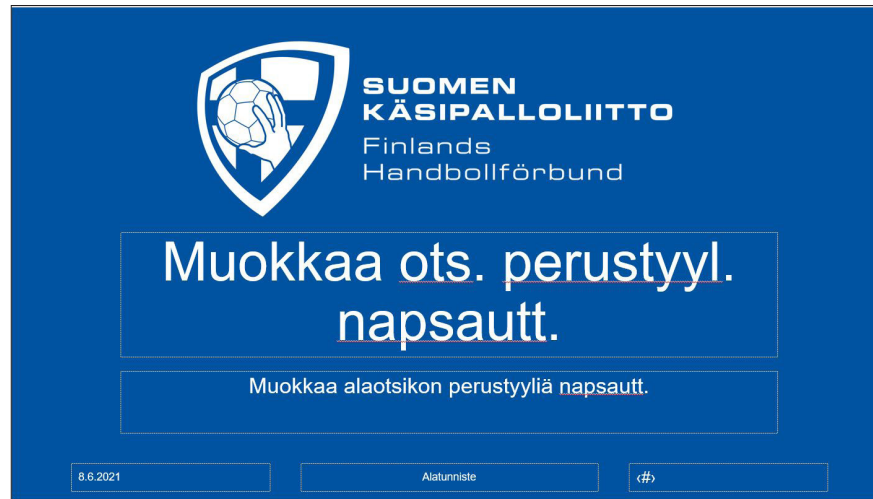 SUOMEN
KÄSIPALLOLIITTO
Finlands
Handbollförbund
Muokkaa ots. perustyyl.
napsautt.
Muokkaa alaotsikon perustyyliä napsautt.
8.6.2021
Alatunniste
‹#›